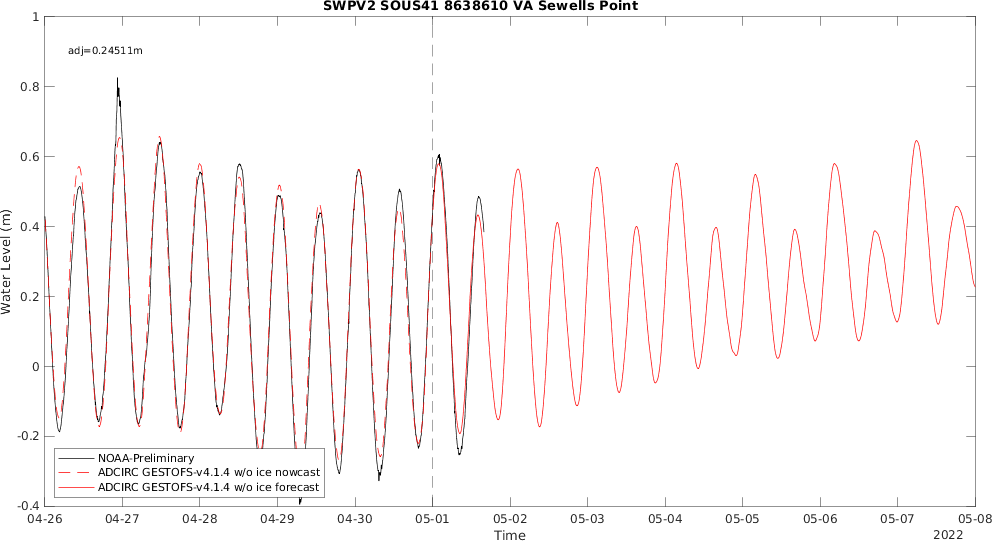 SWPV2 SOUS41 8638610 VA Sewells Point
adj=0.24511m
1
0.8
0.6
0.4
0.2
0
-0.2
-0.4
Water Level (m)
NOAA-Preliminary
ADCIRC GESTOFS-v4.1.4 w/o ice nowcast
ADCIRC GESTOFS-v4.1.4 w/o ice forecast
04-26 04-27 04-28 04-29 04-30 05-01 05-02 05-03 05-04 05-05 05-06 05-07 05-08
Time
2022